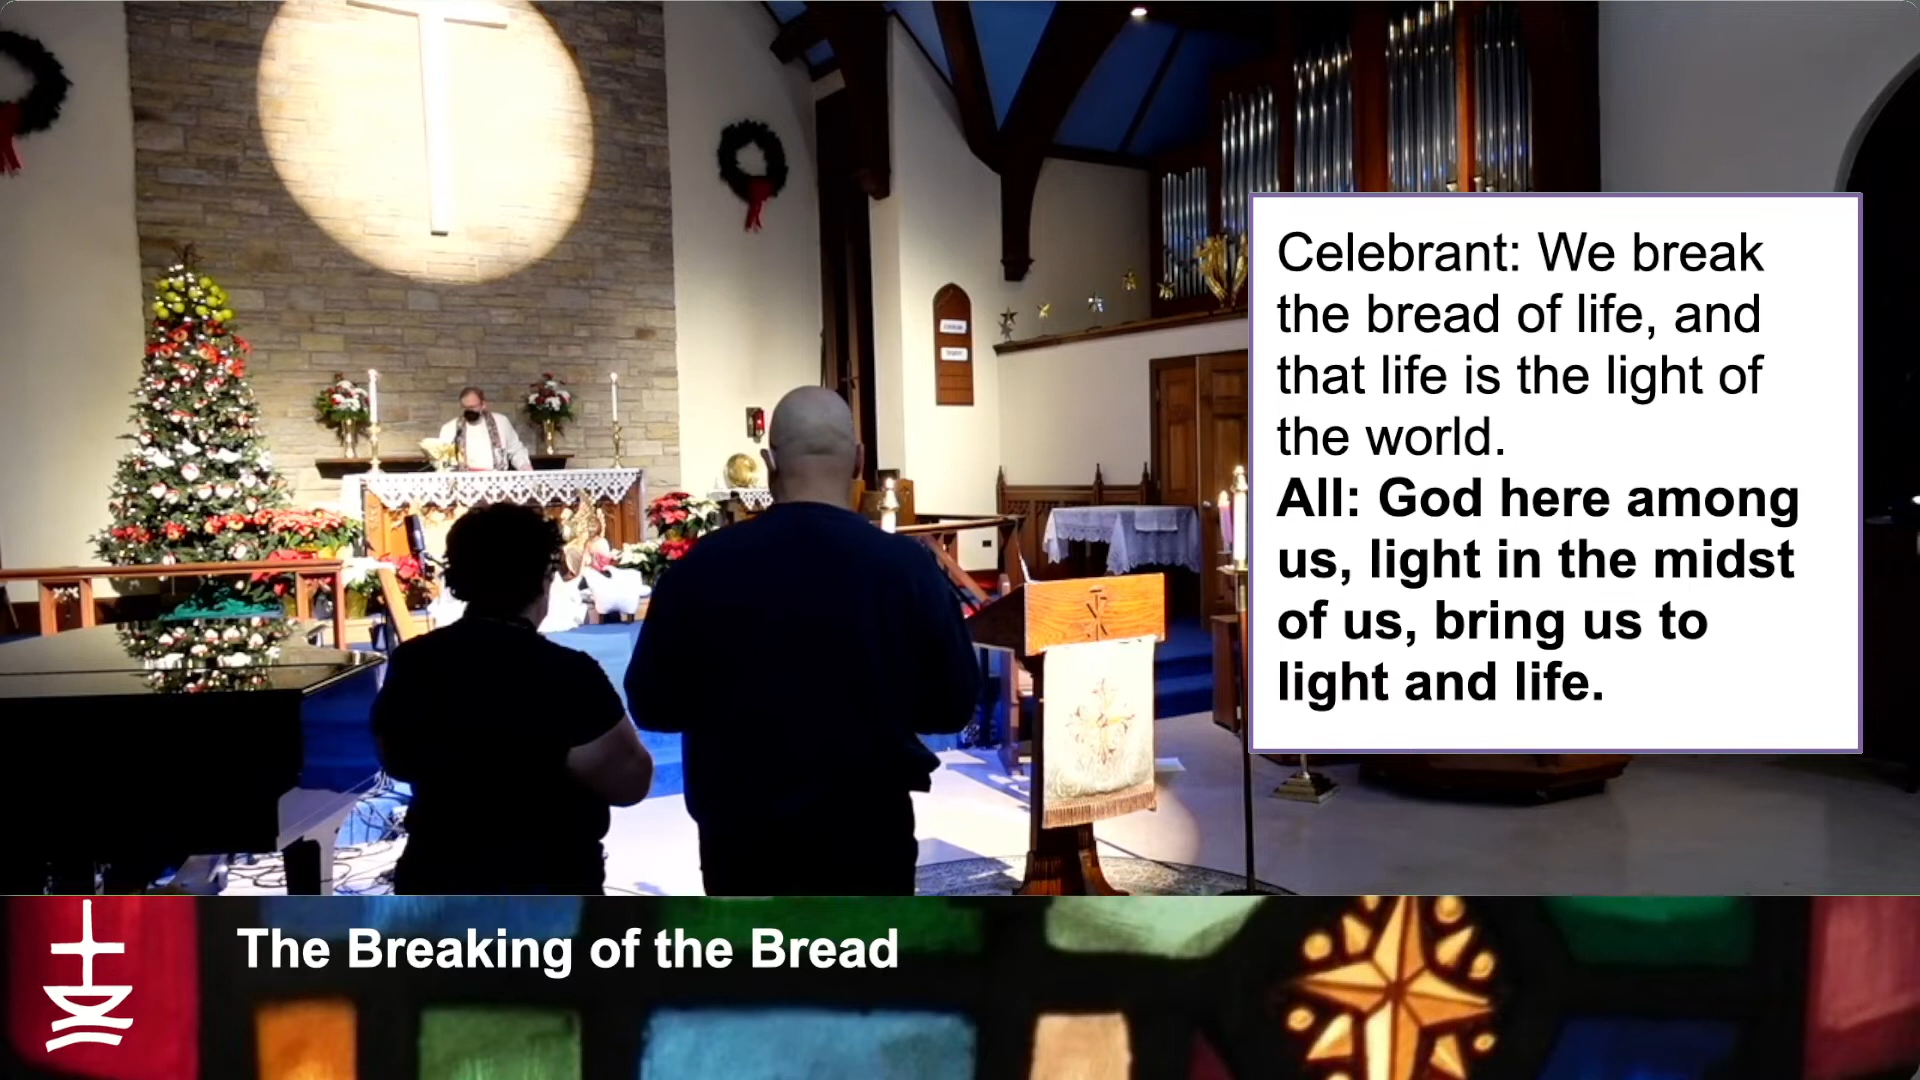 Celebrant: We break
the bread of life, and
that life is the light of
the world.
All: God here among
us, light in the midst
of us, bring us to
light and life.
The Breaking of the Bread